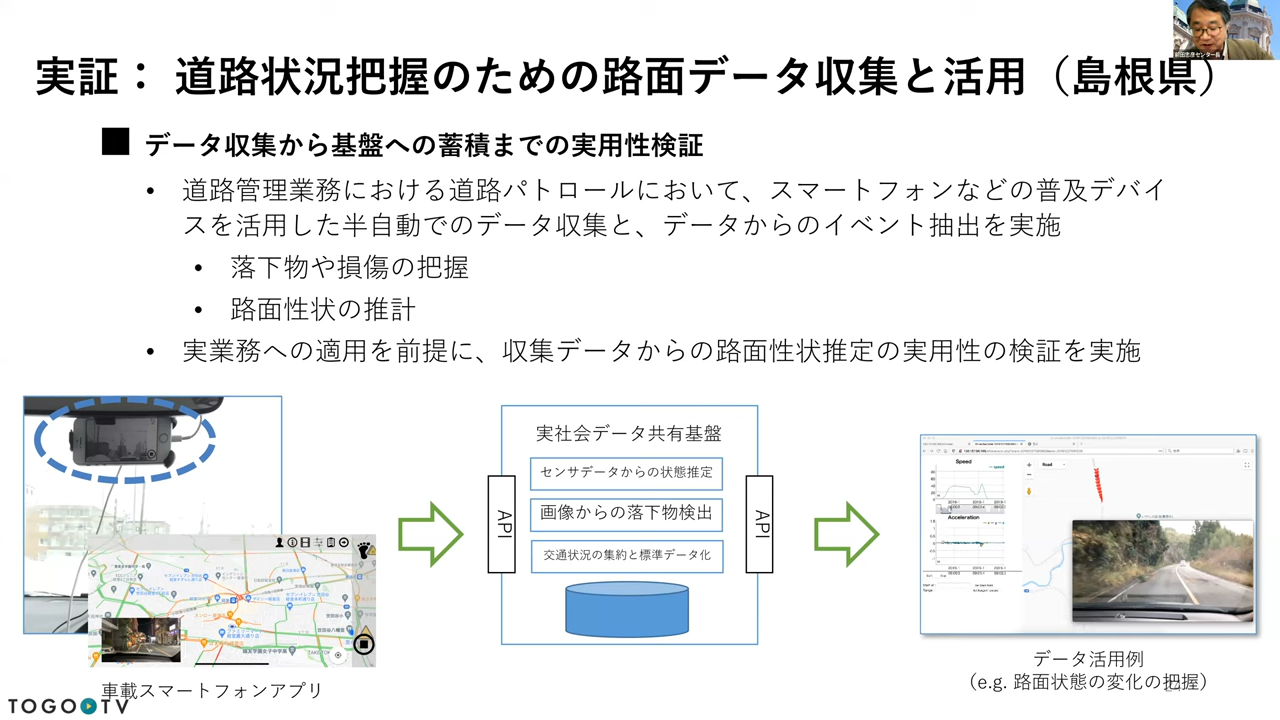 実証： 道路状況把握のための路面データ収集と活用（島根県）
データ収集から基盤への蓄積までの実用性検証
• 道路管理業務における道路パトロールにおいて、スマートフォンなどの普及デバイ
スを活用した半自動でのデータ収集と、データからのイベント抽出を実施
• 落下物や損傷の把握
• 路面性状の推計
• 実業務への適用を前提に、収集データからの路面性状推定の実用性の検証を実施
実社会データ共有基盤
センサデータからの状態推定
画像からの落下物検出
交通状況の集約と標準データ化
API
API
Speed
speed
Acceleration
Road
車載スマートフォンアプリ
データ活用例
（e.g. 路面状態の変化の把握）
TOGO TV